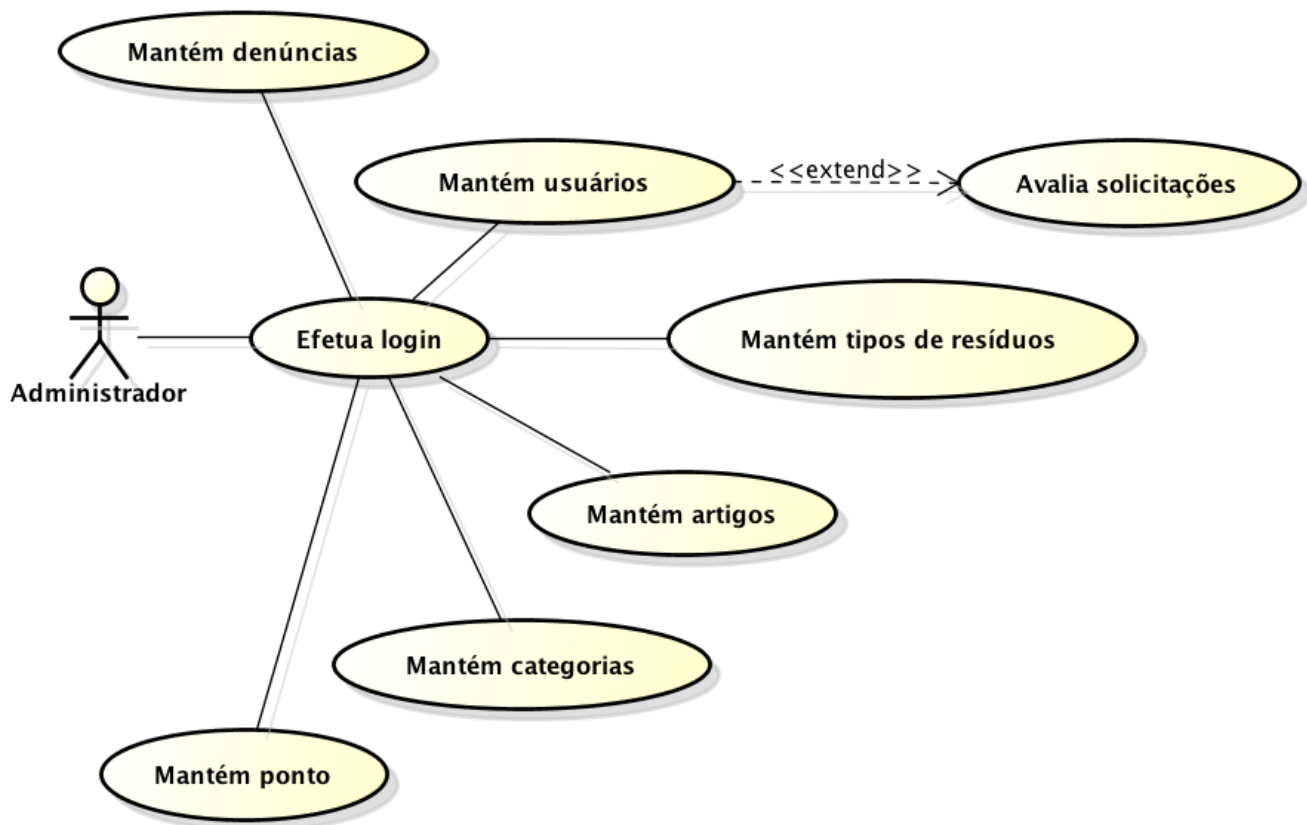 Mantém denúncias
<<extend>>
Mantém usuários
Avalia solicitações
Efetua login
Mantém tipos de resíduos
Administrador
Mantém artigos
Mantém categorias
Mantém ponto